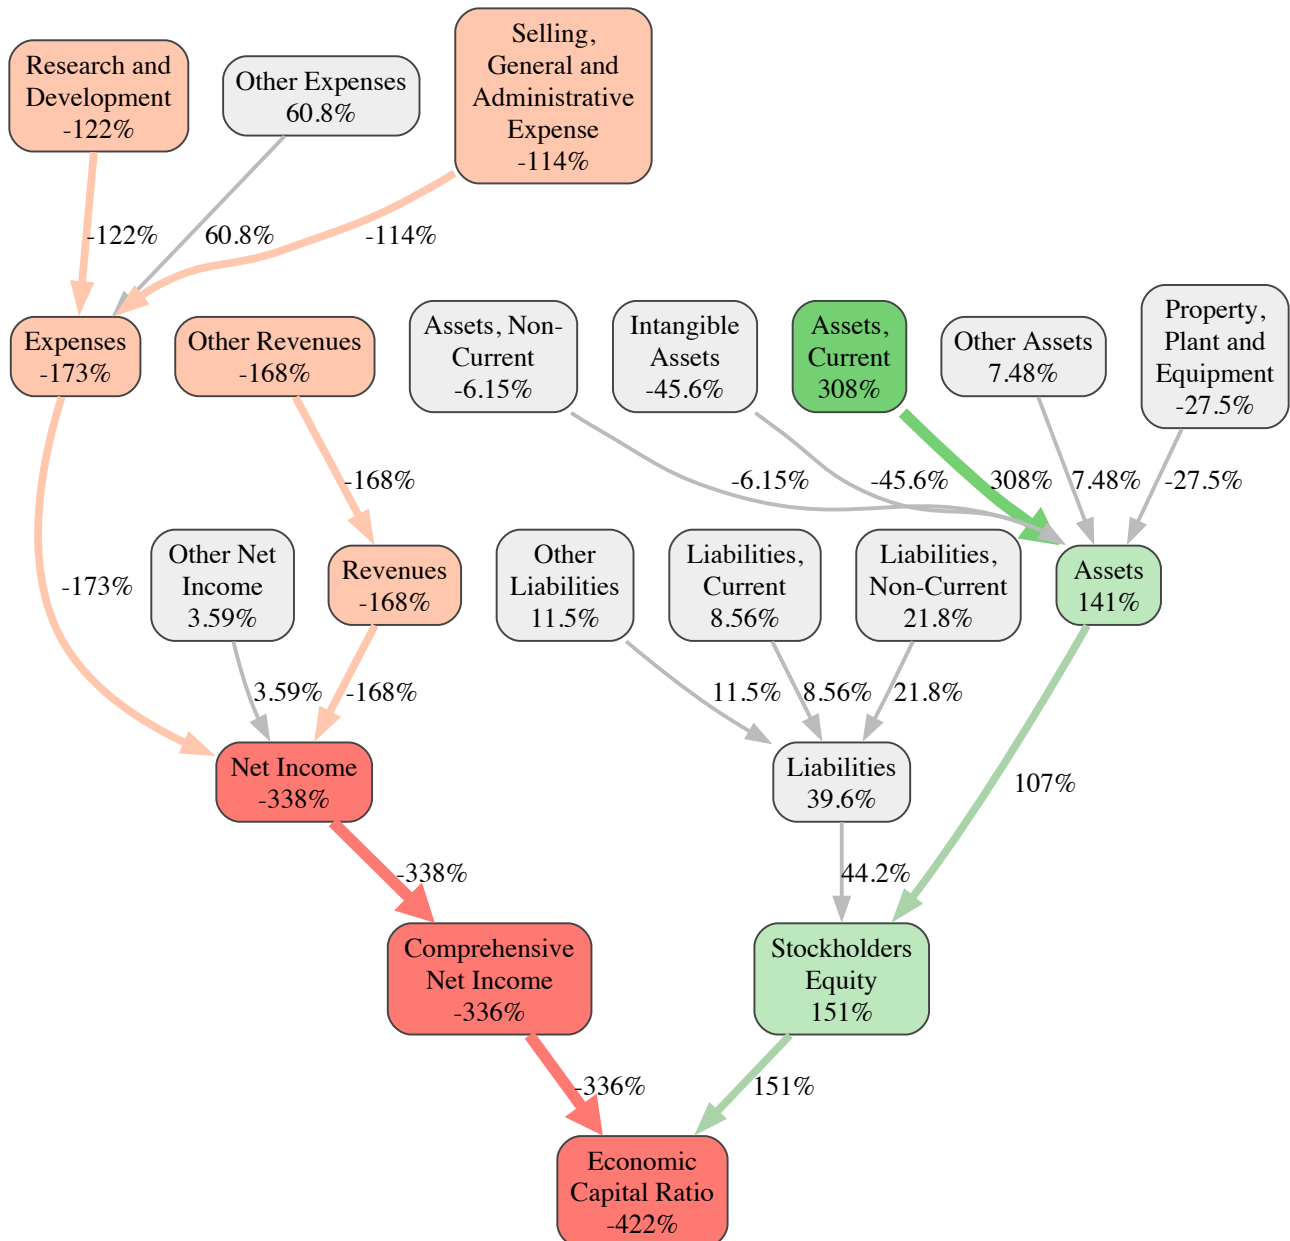 Research and
Development
-122%
Other Expenses
60.8%
Selling,
General and
Administrative
Expense
-114%
-122%
60.8%
-114%
Expenses
-173%
Other Revenues
-168%
Assets, Non-
Current
-6.15%
Intangible
Assets
-45.6%
Assets,
Current
308%
Other Assets
7.48%
Property,
Plant and
Equipment
-27.5%
-168%
-6.15%
-45.6%
308%
7.48%
-27.5%
-173%
Other Net
Income
3.59%
Revenues
-168%
Other
Liabilities
11.5%
Liabilities,
Current
8.56%
Liabilities,
Non-Current
21.8%
Assets
141%
3.59%
-168%
11.5%
8.56%
21.8%
Net Income
-338%
Liabilities
39.6%
107%
-338%
44.2%
Comprehensive
Net Income
-336%
Stockholders
Equity
151%
-336%
151%
Economic
Capital Ratio
-422%